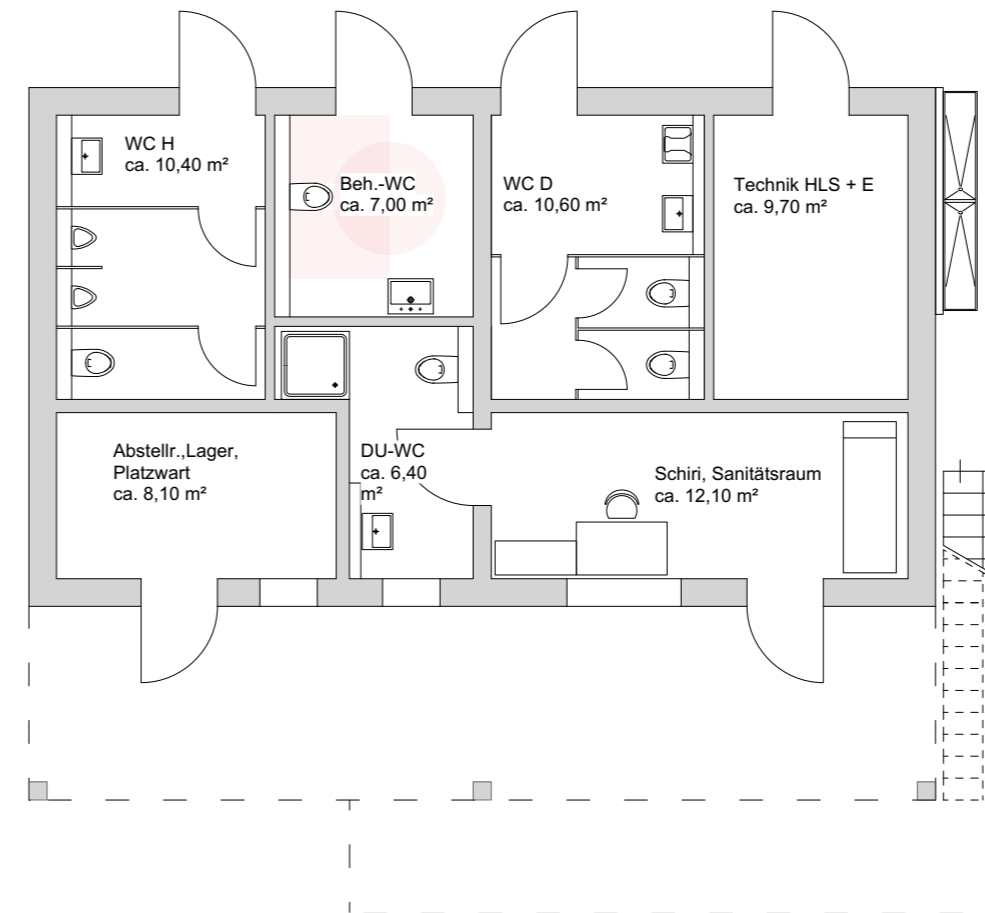 WC H
ca. 10,40 m²
Beh.-WC
ca. 7,00 m²
WC D
ca. 10,60 m²
Technik HLS + E
ca. 9,70 m²
Abstellr.,Lager,
Platzwart
ca. 8,10 m²
DU-WC
ca. 6,40
m²
Schiri, Sanitätsraum
ca. 12,10 m²